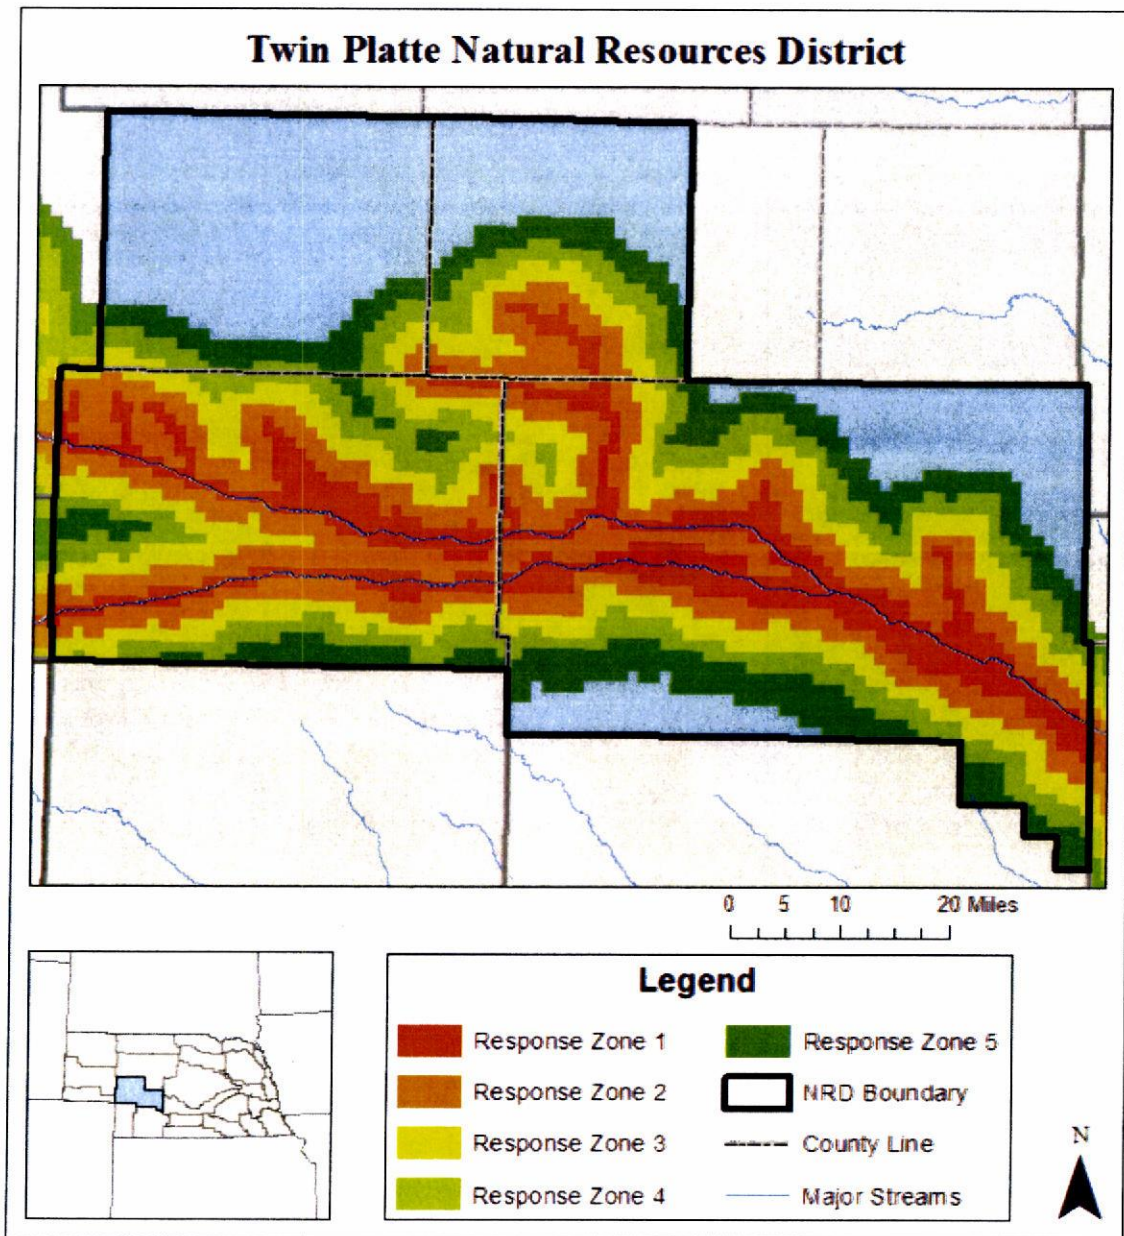 Twin Platte Natural Resources District
0 5 10 20 Miles
Legend
Response Zone 1
Response Zone 2
Response Zone 3
Response Zone 4
Response Zone 5
NRD Boundary
County Line
Major Streams
N